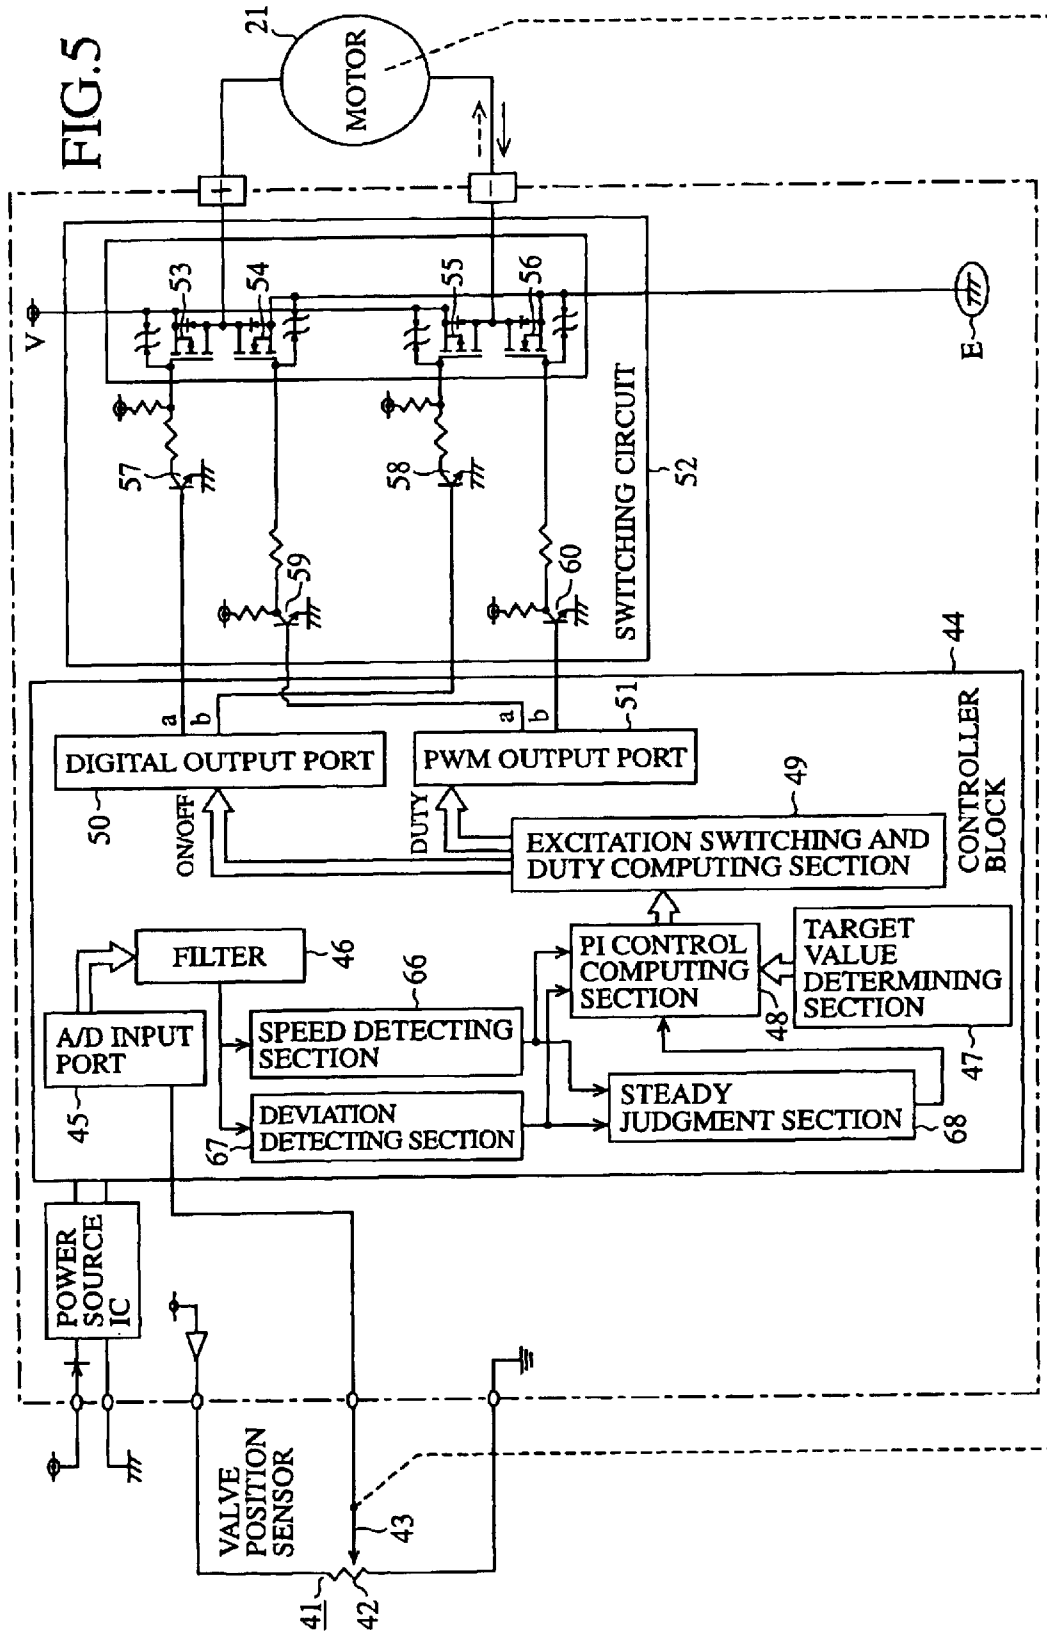 FIG.5
VALVE
POSITION
SENSOR
41
42
43
POWER
SOURCE
IC
A/D INPUT
PORT
45
FILTER
46
SPEED DETECTING
SECTION
66
DEVIATION
DETECTING SECTION
67
STEADY
JUDGMENT SECTION
68
PI CONTROL
COMPUTING
SECTION
48
TARGET
VALUE
DETERMINING
SECTION
47
EXCITATION SWITCHING AND
DUTY COMPUTING SECTION
49
ON/OFF
DUTY
DIGITAL OUTPUT PORT
50
a
b
PWM OUTPUT PORT
51
a
b
CONTROLLER
BLOCK
44
57
58
59
60
SWITCHING CIRCUIT
52
V
53
54
55
56
E
+
−
MOTOR
21